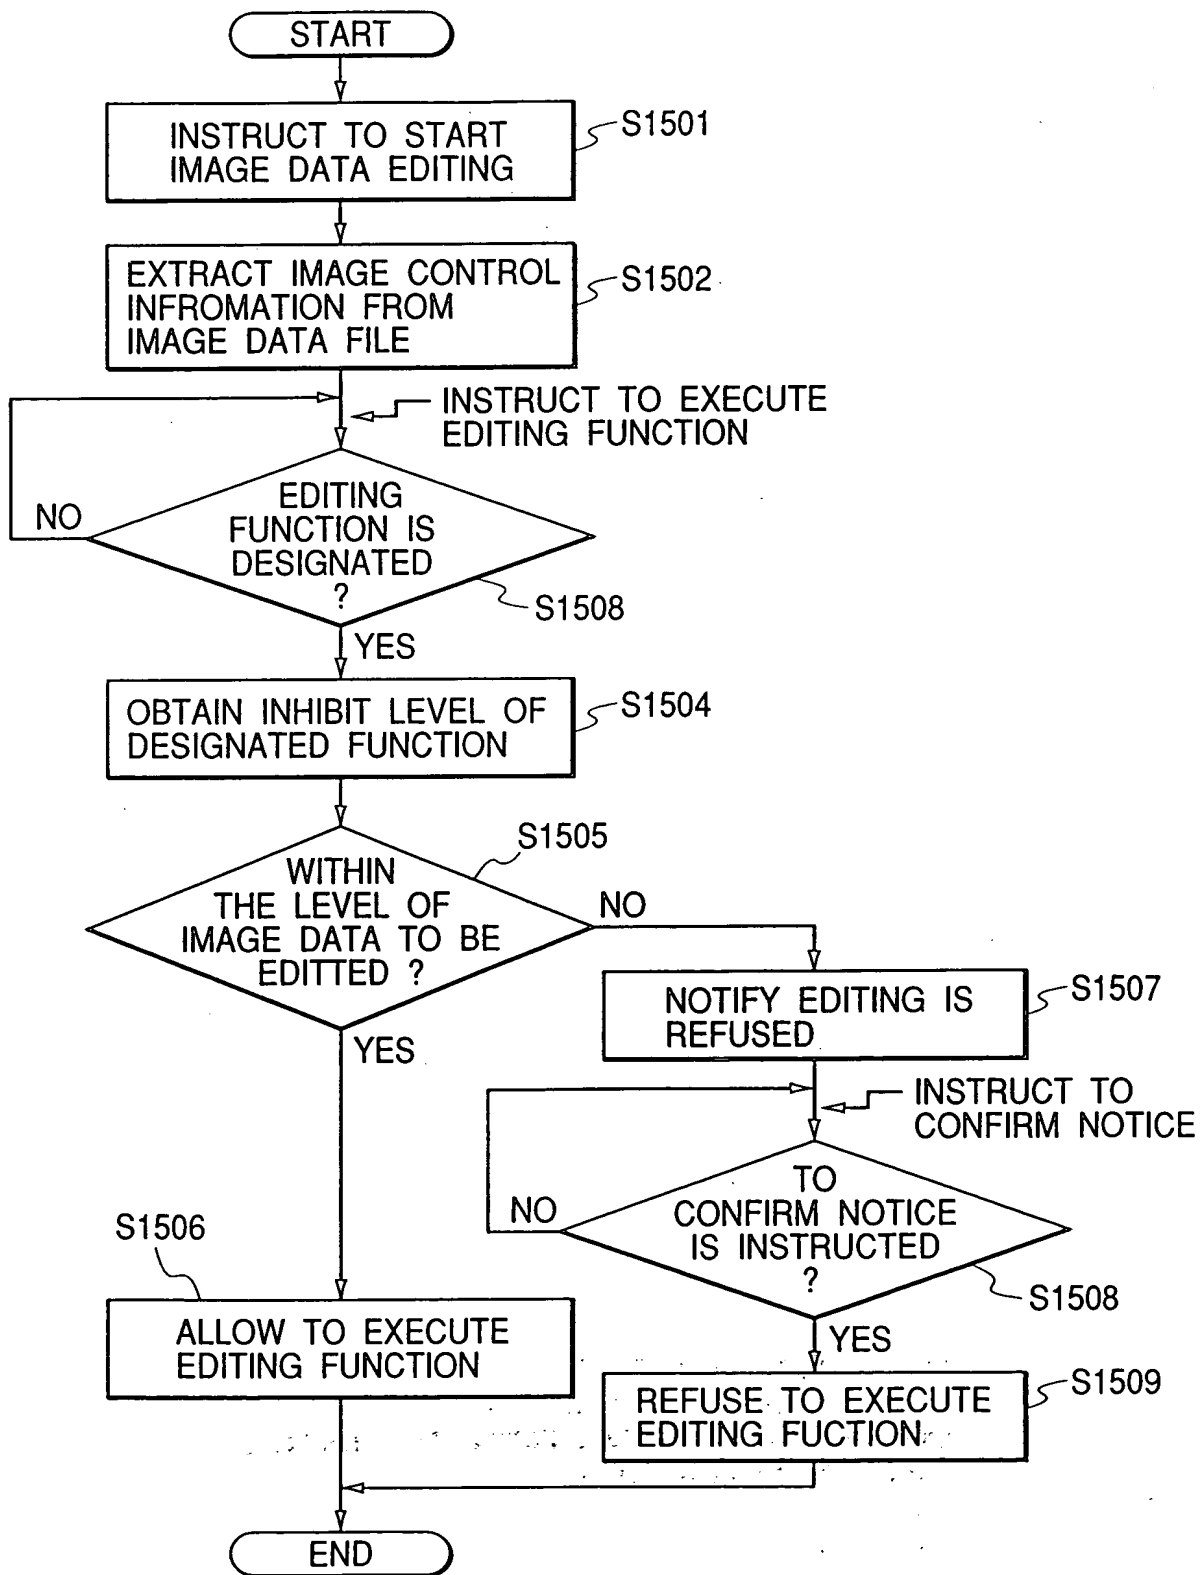 START
INSTRUCT TO START
IMAGE DATA EDITING
S1501
EXTRACT IMAGE CONTROL
INFROMATION FROM
IMAGE DATA FILE
S1502
INSTRUCT TO EXECUTE
EDITING FUNCTION
EDITING
FUNCTION IS
DESIGNATED
?
NO
S1508
YES
OBTAIN INHIBIT LEVEL OF
DESIGNATED FUNCTION
S1504
S1505
WITHIN
THE LEVEL OF
IMAGE DATA TO BE
EDITTED ?
NO
YES
NOTIFY EDITING IS
REFUSED
S1507
INSTRUCT TO
CONFIRM NOTICE
TO
CONFIRM NOTICE
IS INSTRUCTED
?
NO
S1508
YES
S1506
ALLOW TO EXECUTE
EDITING FUNCTION
REFUSE TO EXECUTE
EDITING FUCTION
S1509
END